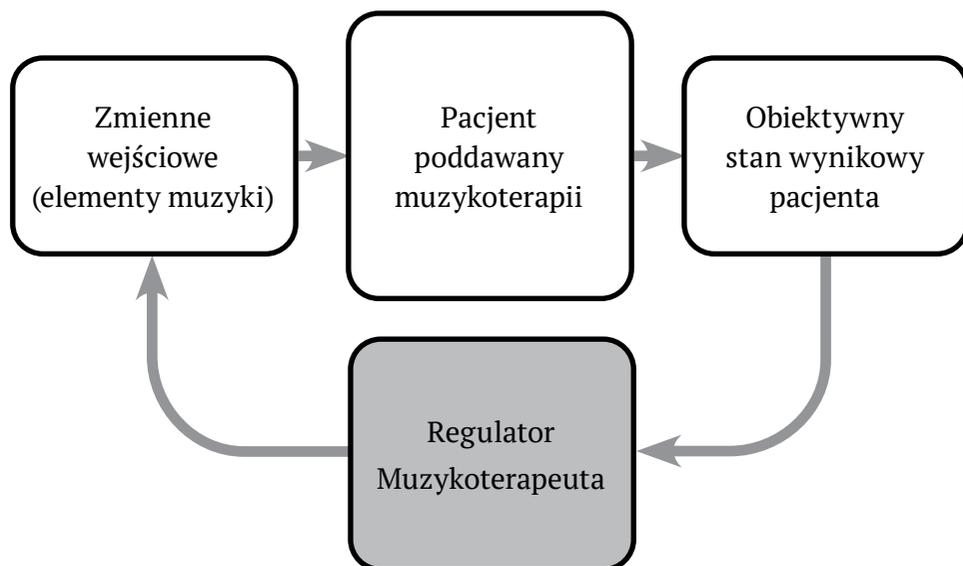 Zmienne
wejściowe
(elementy muzyki)
Pacjent
poddawany
muzykoterapii
Obiektywny
stan wynikowy
pacjenta
Regulator
Muzykoterapeuta